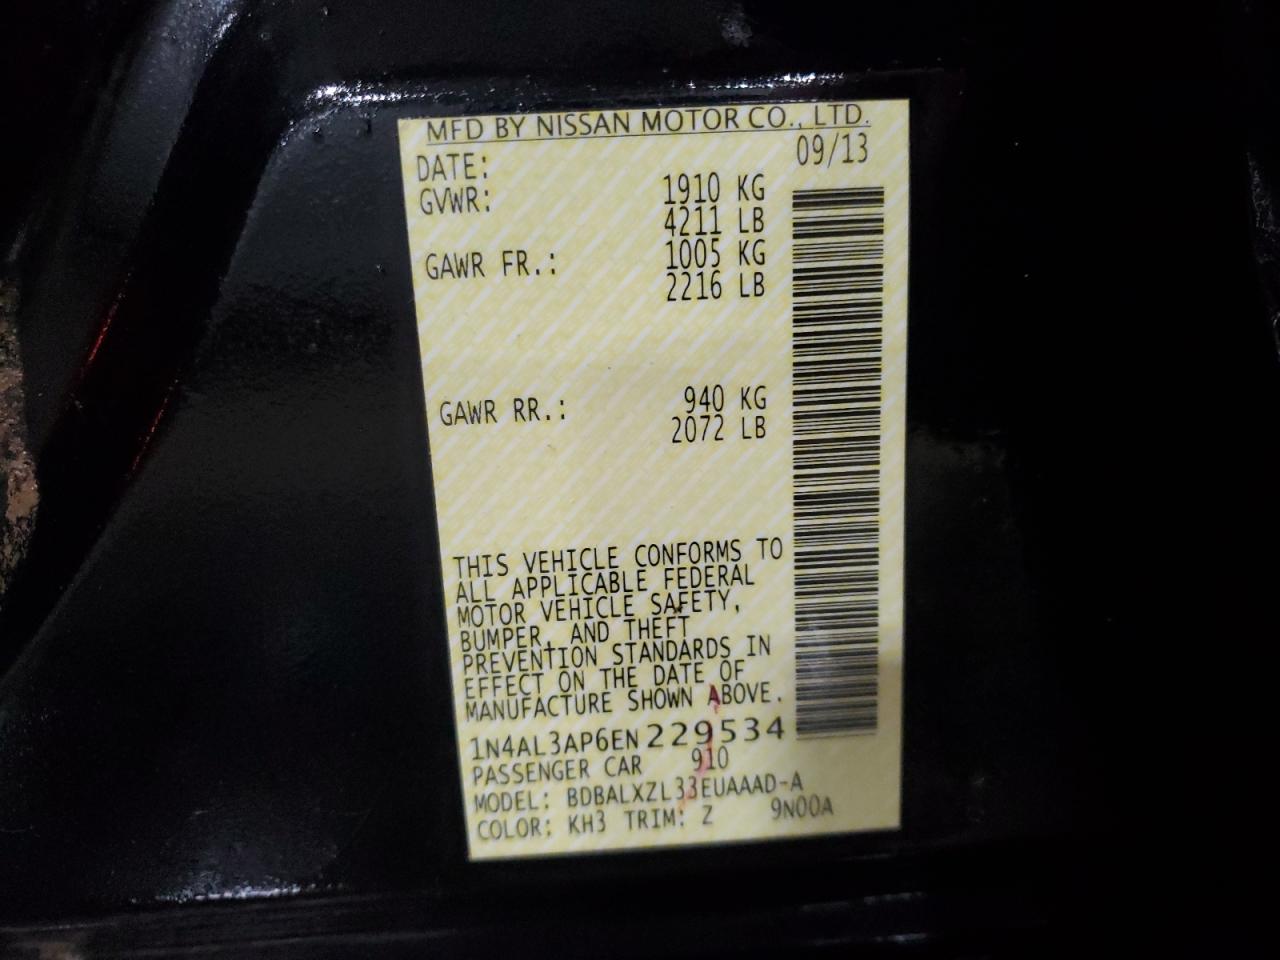 MFD BY NISSAN MOTOR CO., LTD.
DATE: 09/13
GVWR: 1910 KG
4211 LB
GAWR FR.: 1005 KG
2216 LB
GAWR RR.: 940 KG
2072 LB
THIS VEHICLE CONFORMS TO
ALL APPLICABLE FEDERAL
MOTOR VEHICLE SAFETY,
BUMPER, AND THEFT
PREVENTION STANDARDS IN
EFFECT ON THE DATE OF
MANUFACTURE SHOWN ABOVE.
1N4AL3AP6EN229534
PASSENGER CAR 910
MODEL: BDBALXZL33EUAAAD-A
COLOR: KH3 TRIM: Z 9N00A